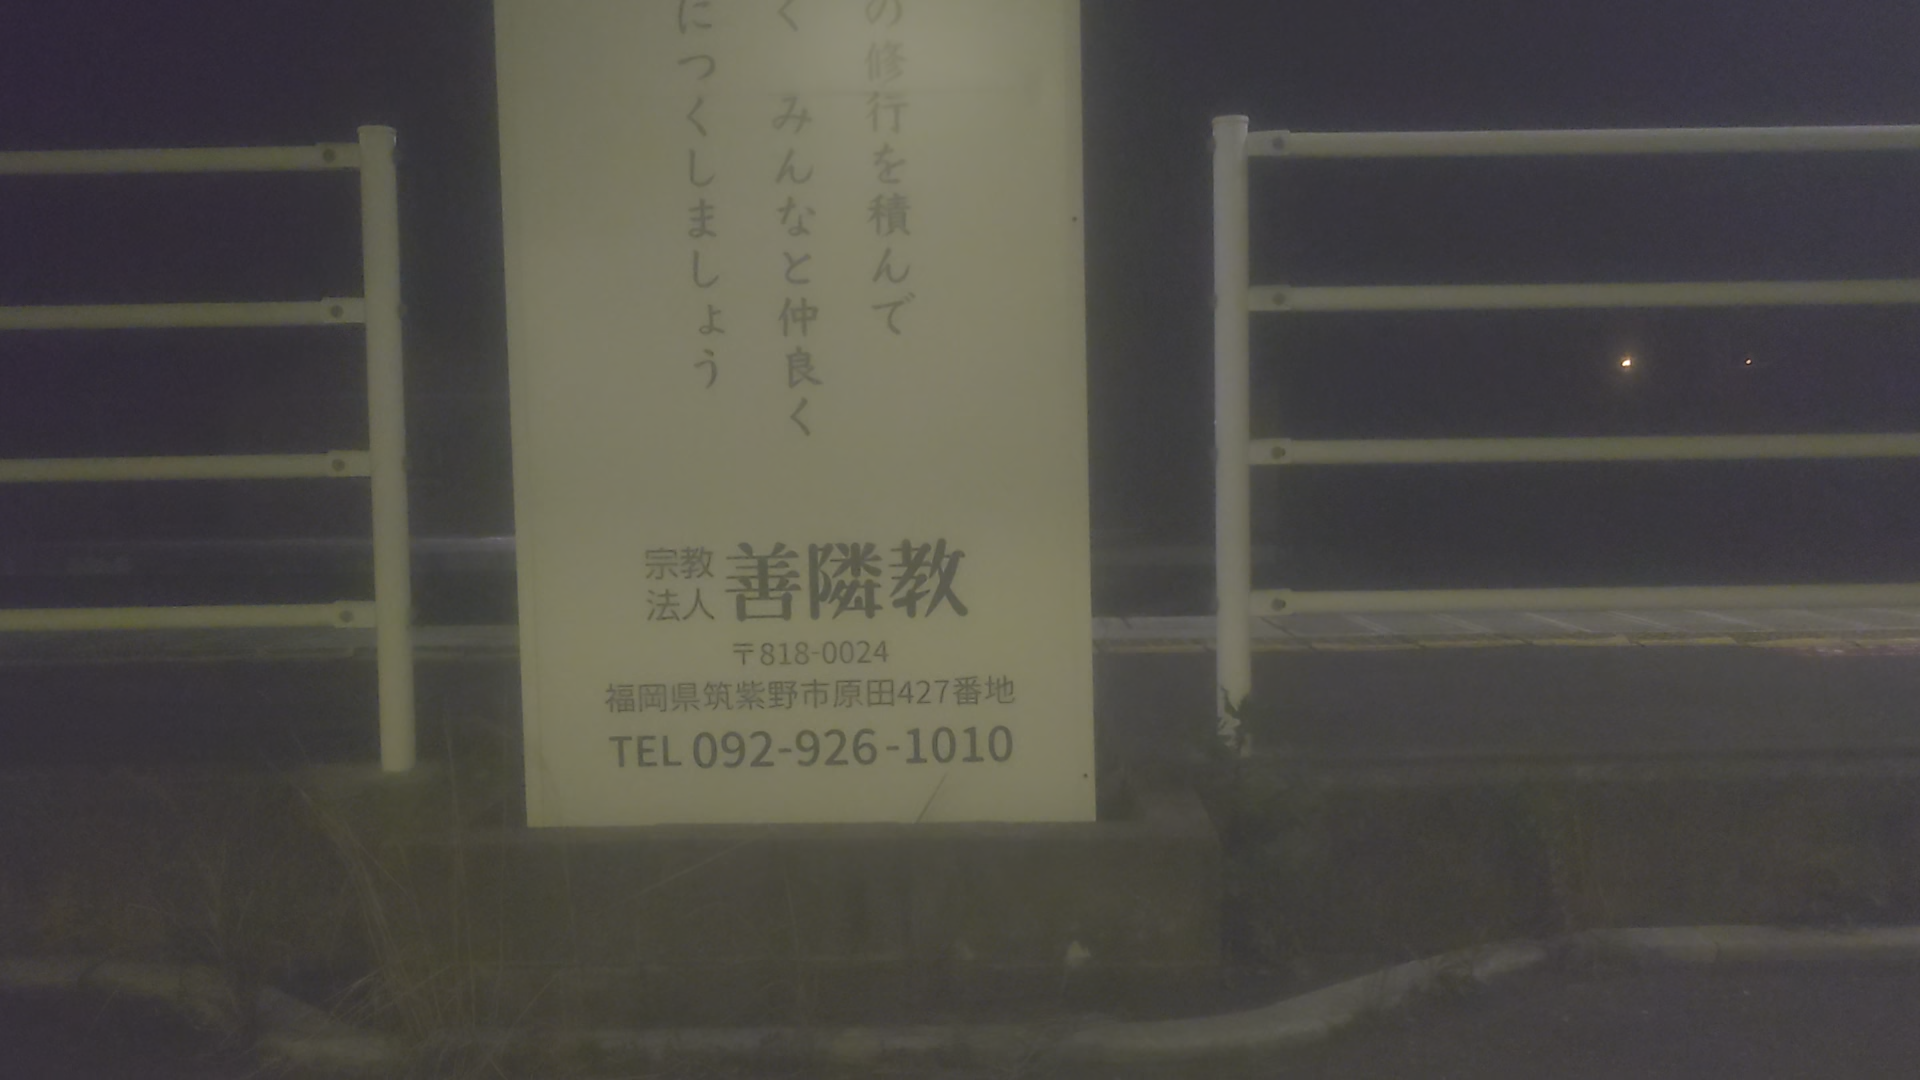 の修行を積んで
く みんなと仲良く
につくしましょう
宗教法人 善隣教
〒818-0024
福岡県筑紫野市原田427番地
TEL 092-926-1010